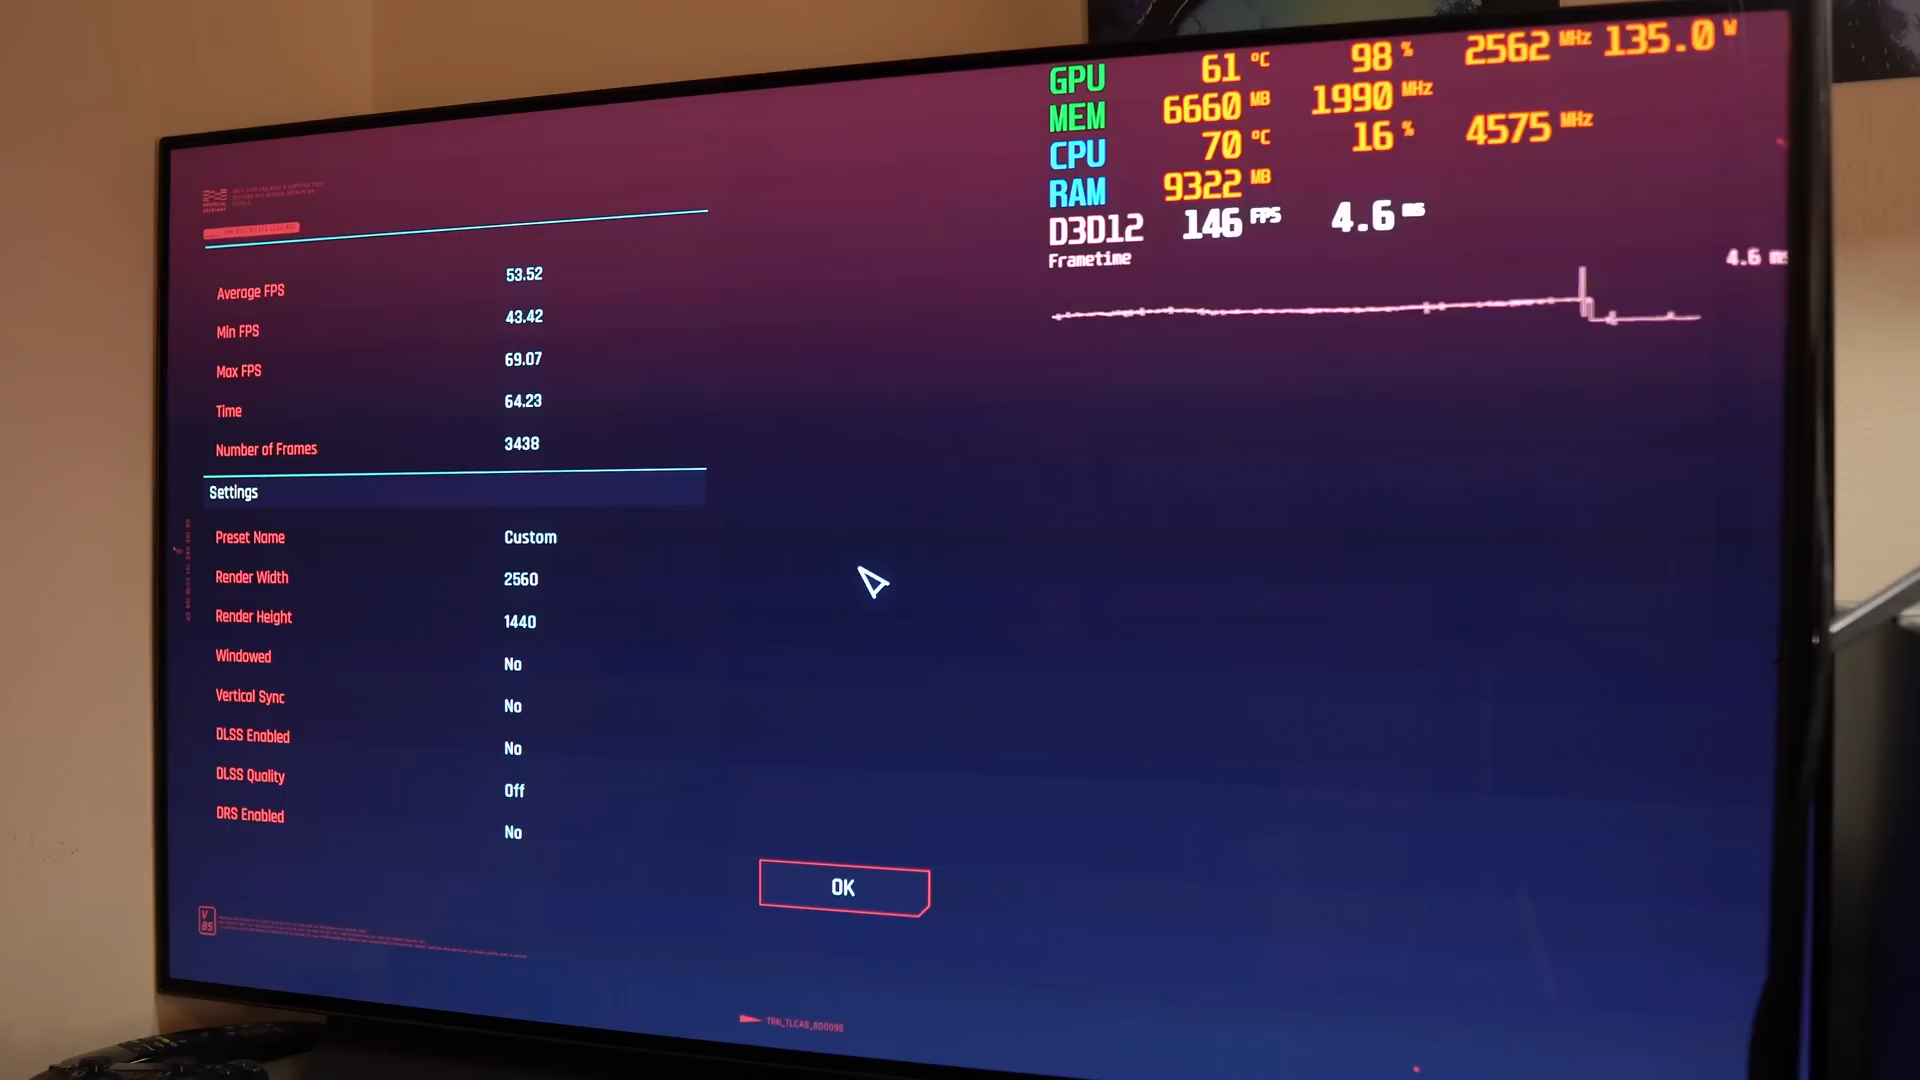 GPU 61 °C 98 % 2562 MHz 135.0 W
MEM 6660 MB 1990 MHz
CPU 70 °C 16 % 4575 MHz
RAM 9322 MB
D3D12 146 FPS 4.6 ms
Frametime
4.6 ms
Average FPS 53.52
Min FPS 43.42
Max FPS 69.07
Time 64.23
Number of Frames 3438
Settings
Preset Name Custom
Render Width 2560
Render Height 1440
Windowed No
Vertical Sync No
DLSS Enabled No
DLSS Quality Off
DRS Enabled No
OK
V
85
TRN_TLCAS_800095